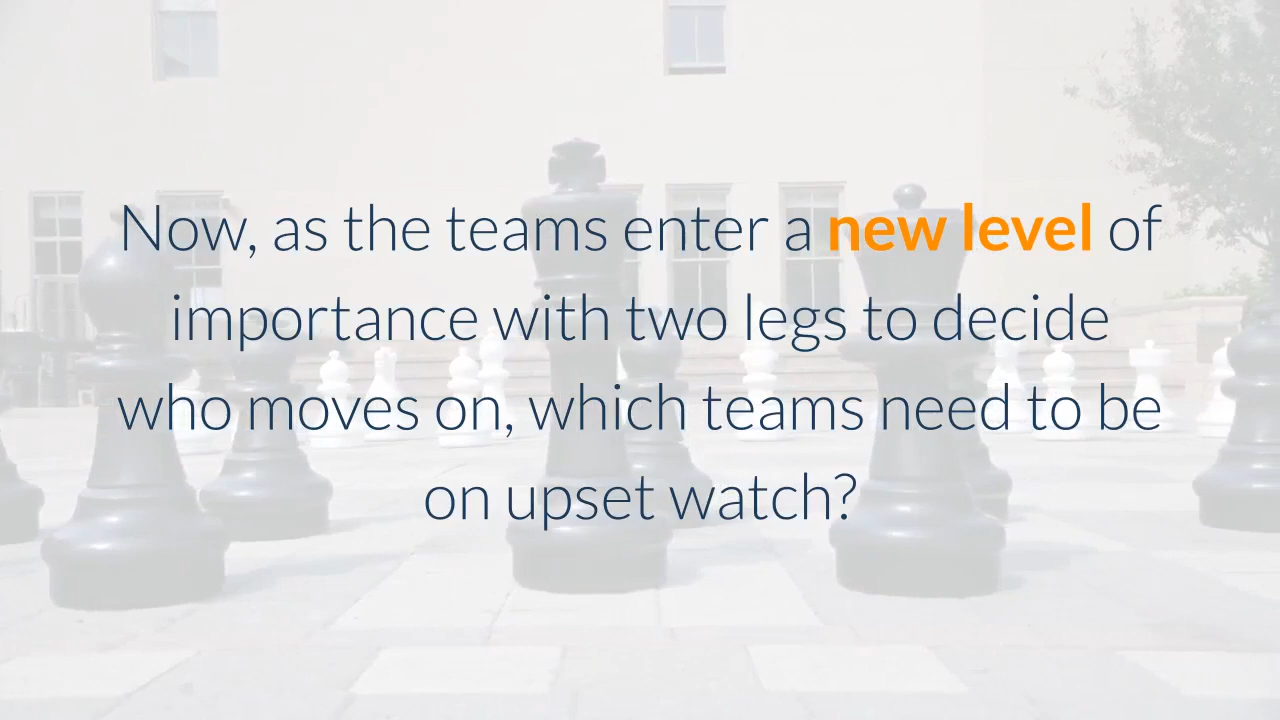 Now, as the teams enter a new level of
importance with two legs to decide
who moves on, which teams need to be
on upset watch?